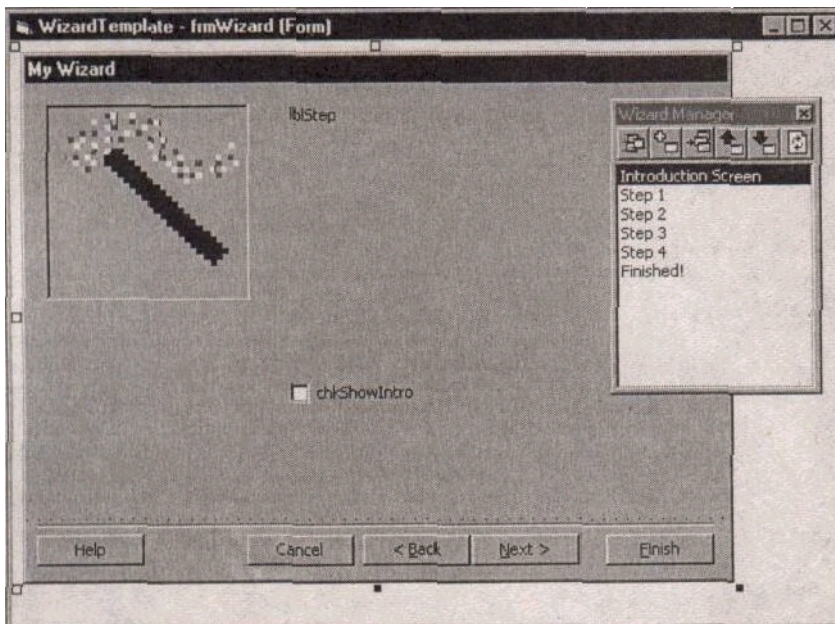 WizardTemplate - frmWizard (Form)
My Wizard
lblStep
Wizard Manager
Introduction Screen
Step 1
Step 2
Step 3
Step 4
Finished!
chkShowIntro
Help
Cancel
< Back
Next >
Finish